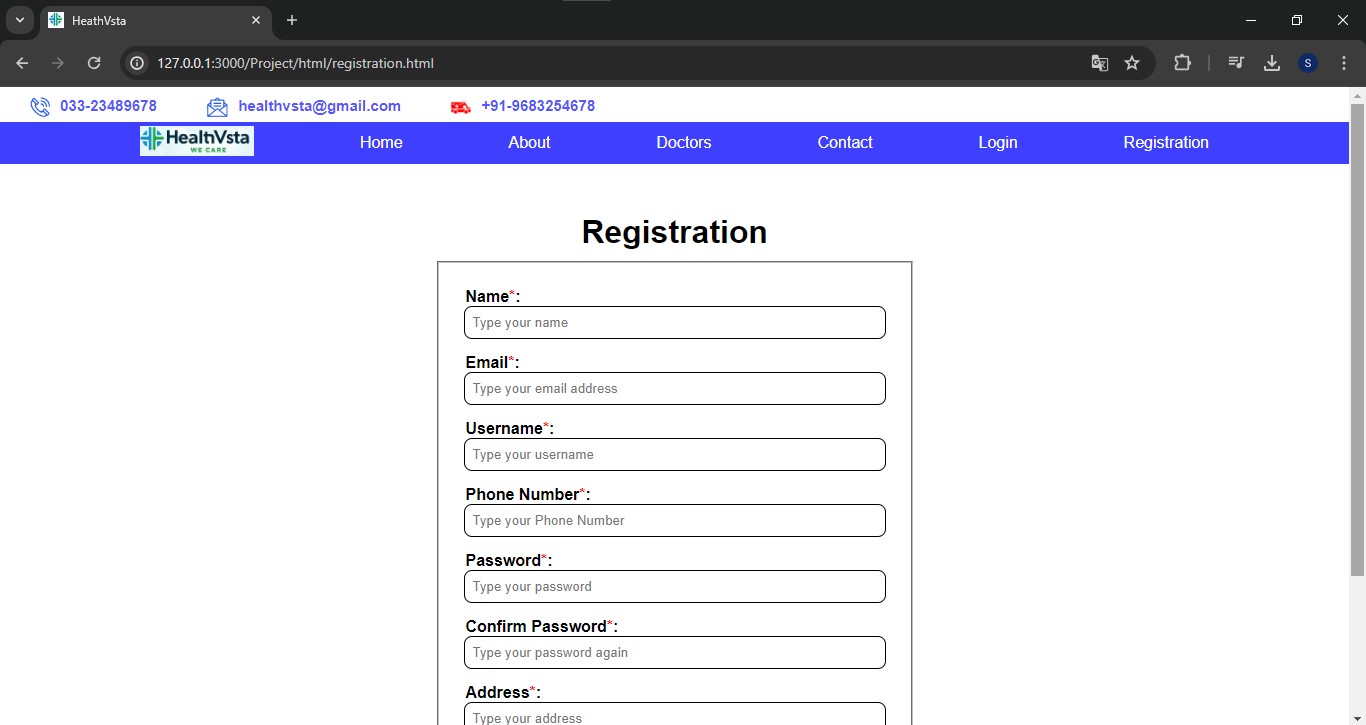 HeathVsta
127.0.0.1:3000/Project/html/registration.html
S
033-23489678 healthvsta@gmail.com +91-9683254678
HealthVsta
WE CARE
Home About Doctors Contact Login Registration
Registration
Name*:
Type your name
Email*:
Type your email address
Username*:
Type your username
Phone Number*:
Type your Phone Number
Password*:
Type your password
Confirm Password*:
Type your password again
Address*:
Type your address